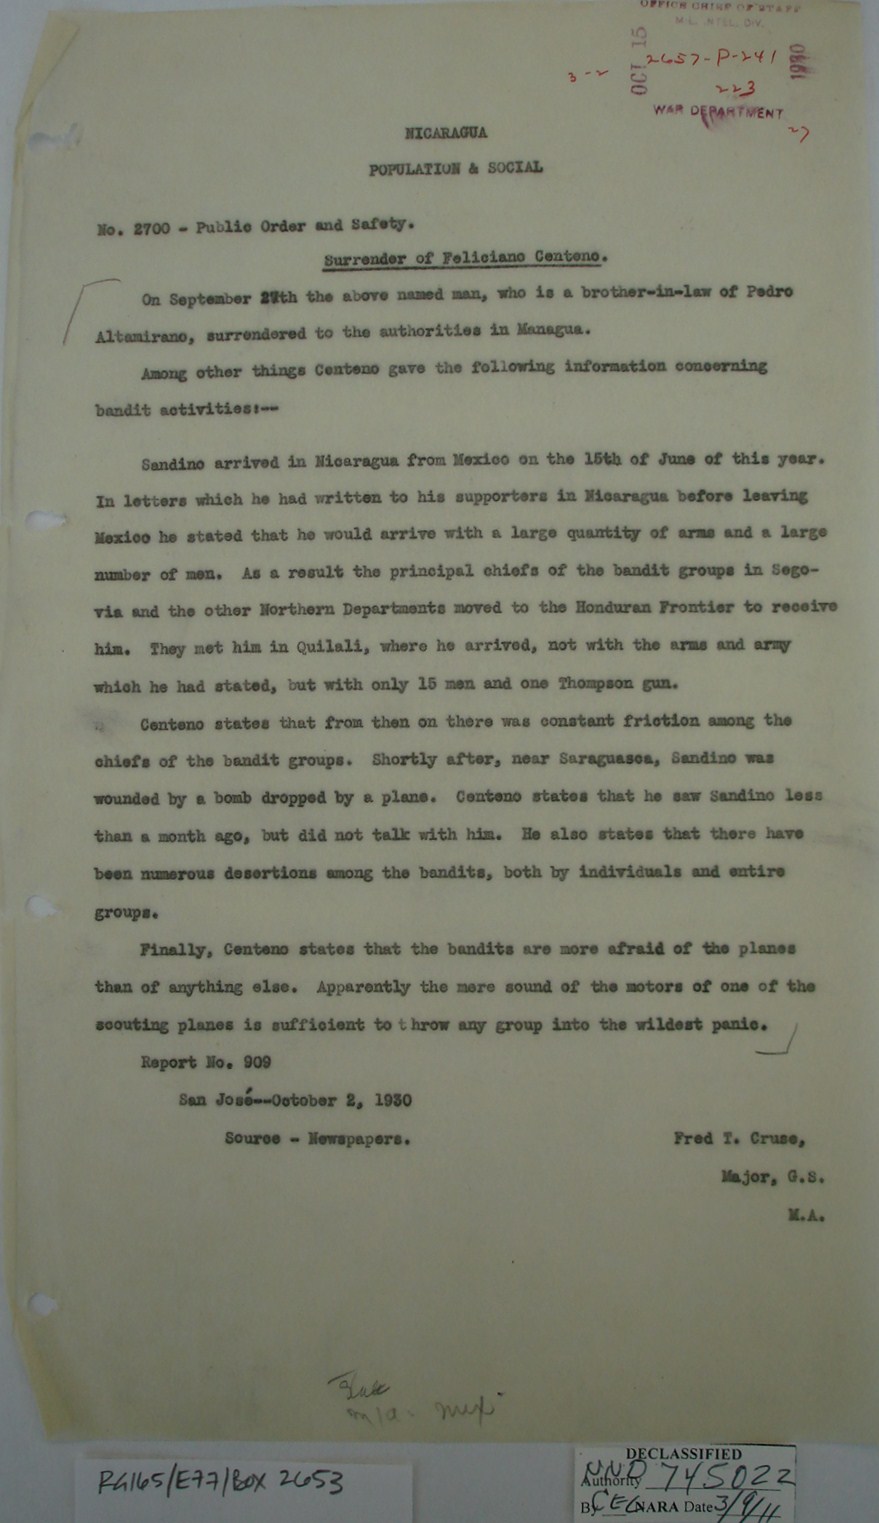 OFFICE CHIEF OF STAFF
MIL. INTEL. DIV.
OCT 15 1930
2657-P-241
3-2
223
WAR DEPARTMENT
27
NICARAGUA
POPULATION & SOCIAL
No. 2700 - Public Order and Safety.
Surrender of Feliciano Centeno.
On September 27th the above named man, who is a brother-in-law of Pedro
Altamirano, surrendered to the authorities in Managua.
Among other things Centeno gave the following information concerning
bandit activities:--
Sandino arrived in Nicaragua from Mexico on the 15th of June of this year.
In letters which he had written to his supporters in Nicaragua before leaving
Mexico he stated that he would arrive with a large quantity of arms and a large
number of men. As a result the principal chiefs of the bandit groups in Sego-
via and the other Northern Departments moved to the Honduran Frontier to receive
him. They met him in Quilali, where he arrived, not with the arms and army
which he had stated, but with only 15 men and one Thompson gun.
Centeno states that from then on there was constant friction among the
chiefs of the bandit groups. Shortly after, near Saraguasca, Sandino was
wounded by a bomb dropped by a plane. Centeno states that he saw Sandino less
than a month ago, but did not talk with him. He also states that there have
been numerous desertions among the bandits, both by individuals and entire
groups.
Finally, Centeno states that the bandits are more afraid of the planes
than of anything else. Apparently the mere sound of the motors of one of the
scouting planes is sufficient to throw any group into the wildest panic.
Report No. 909
San José--October 2, 1930
Source - Newspapers.
Fred T. Cruse,
Major, G.S.
M.A.
m/a - Mex
RG165/E77/Box 2653
DECLASSIFIED
Authority NND 745022
By CEG NARA Date 3/9/11